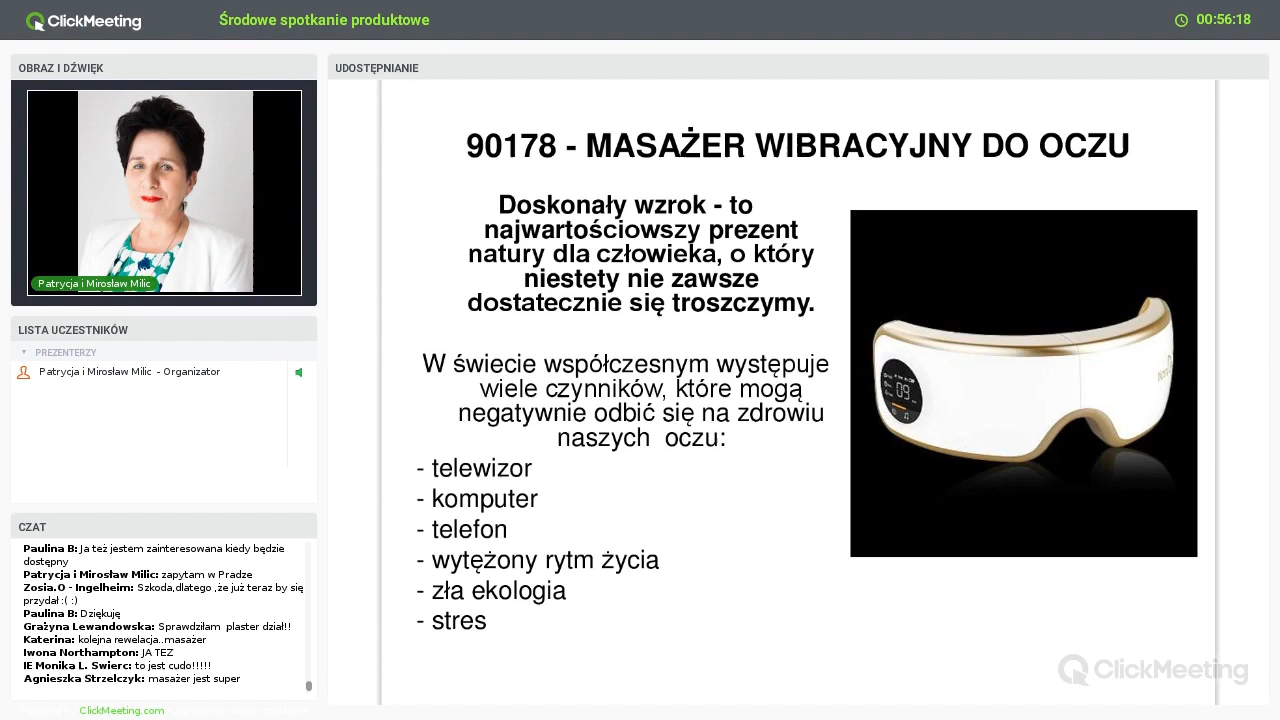 ClickMeeting
Środowe spotkanie produktowe
00:56:18
OBRAZ I DŹWIĘK
Patrycja i Mirosław Milic
LISTA UCZESTNIKÓW
PREZENTERZY
Patrycja i Mirosław Milic - Organizator
CZAT
Paulina B: Ja też jestem zainteresowana kiedy będzie
dostępny
Patrycja i Mirosław Milic: zapytam w Pradze
Zosia.O - Ingelheim: Szkoda,dlatego ,że już teraz by się
przydał :( :)
Paulina B: Dziękuję
Grażyna Lewandowska: Sprawdziłam plaster dział!!
Katerina: kolejna rewelacja..masażer
Iwona Northampton: JA TEZ
IE Monika L. Swierc: to jest cudo!!!!!
Agnieszka Strzelczyk: masażer jest super
ClickMeeting.com
UDOSTĘPNIANIE
90178 - MASAŻER WIBRACYJNY DO OCZU
Doskonały wzrok - to
najwartościowszy prezent
natury dla człowieka, o który
niestety nie zawsze
dostatecznie się troszczymy.
W świecie współczesnym występuje
wiele czynników, które mogą
negatywnie odbić się na zdrowiu
naszych oczu:
- telewizor
- komputer
- telefon
- wytężony rytm życia
- zła ekologia
- stres
09
ClickMeeting